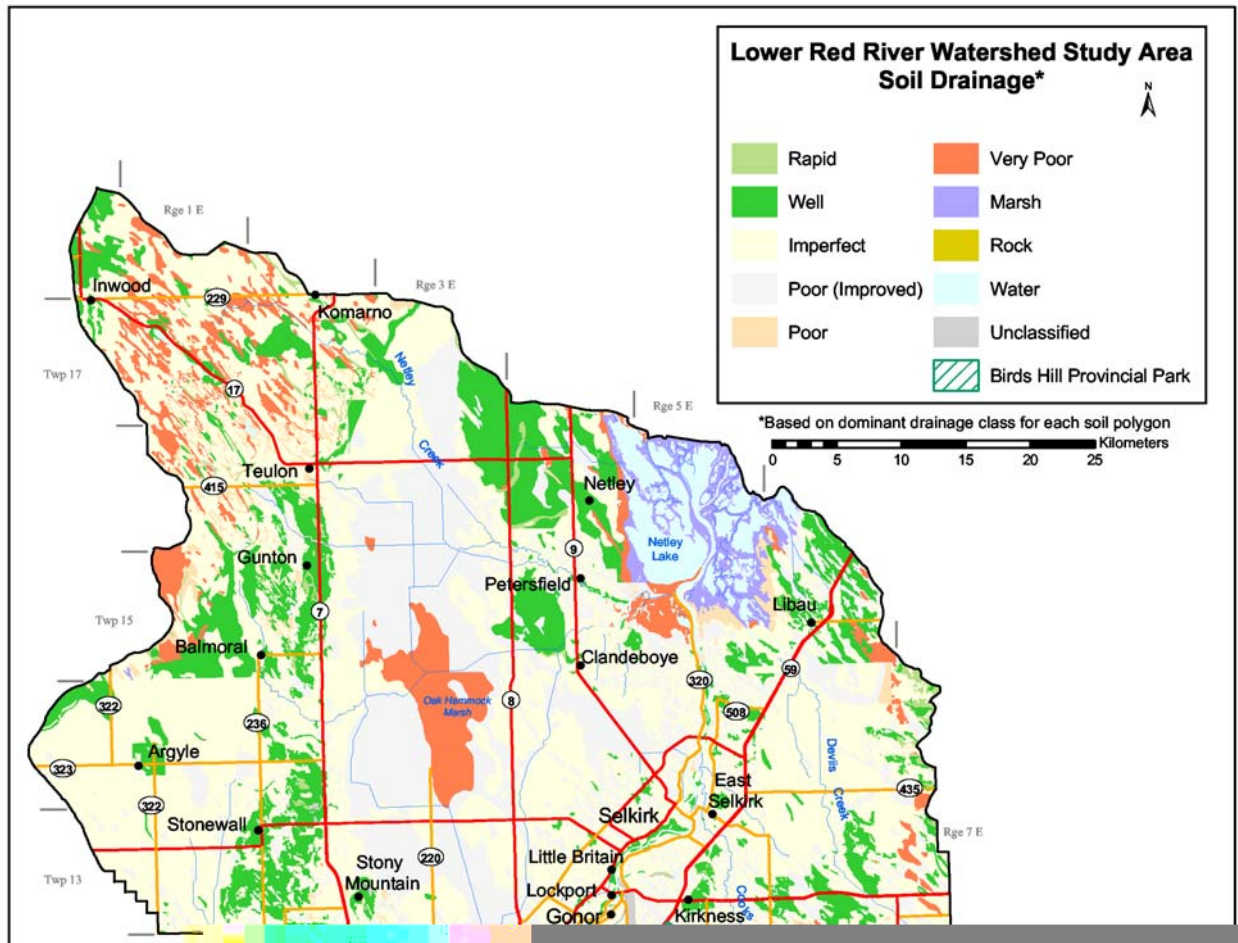 Lower Red River Watershed Study Area
Soil Drainage*
N
Rapid
Very Poor
Well
Marsh
Imperfect
Rock
Poor (Improved)
Water
Poor
Unclassified
Birds Hill Provincial Park
*Based on dominant drainage class for each soil polygon
Kilometers
0 5 10 15 20 25
Rge 1 E
Rge 3 E
Rge 5 E
Rge 7 E
Twp 17
Twp 15
Twp 13
Inwood
229
Komarno
Netley
Creek
17
Teulon
415
Netley
Netley
Lake
9
Gunton
Petersfield
7
Libau
Balmoral
Clandeboye
59
320
Oak Hammock
Marsh
8
322
236
508
Argyle
323
Devils
Creek
East
Selkirk
435
322
Stonewall
Selkirk
220
Little Britain
Stony
Mountain
Lockport
Gonor
Kirkness
Cooks